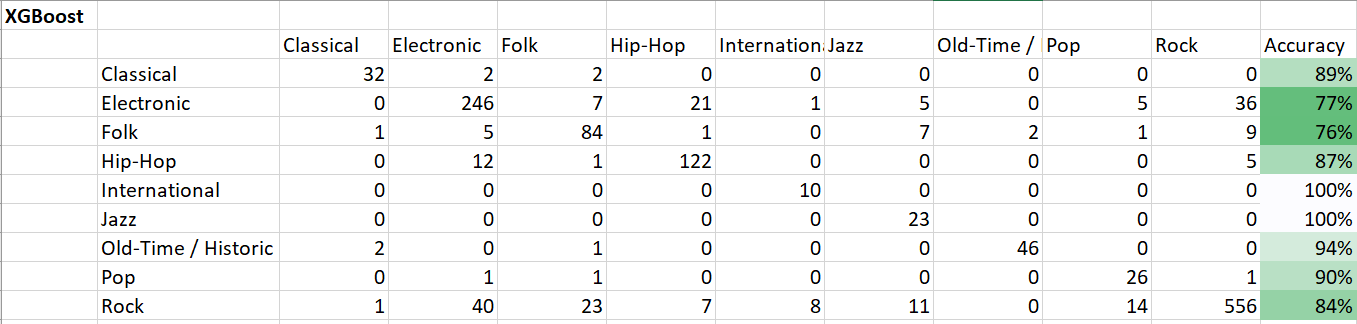 XGBoost
Classical Electronic Folk Hip-Hop Internationa Jazz Old-Time / Pop Rock Accuracy
Classical 32 2 2 0 0 0 0 0 0 89%
Electronic 0 246 7 21 1 5 0 5 36 77%
Folk 1 5 84 1 0 7 2 1 9 76%
Hip-Hop 0 12 1 122 0 0 0 0 5 87%
International 0 0 0 0 10 0 0 0 0 100%
Jazz 0 0 0 0 0 23 0 0 0 100%
Old-Time / Historic 2 0 1 0 0 0 46 0 0 94%
Pop 0 1 1 0 0 0 0 26 1 90%
Rock 1 40 23 7 8 11 0 14 556 84%